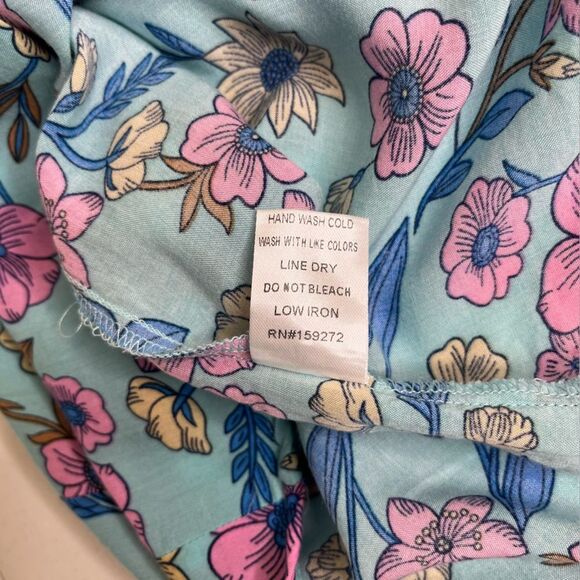 HAND WASH COLD
WASH WITH LIKE COLORS
LINE DRY
DO NOT BLEACH
LOW IRON
RN#159272